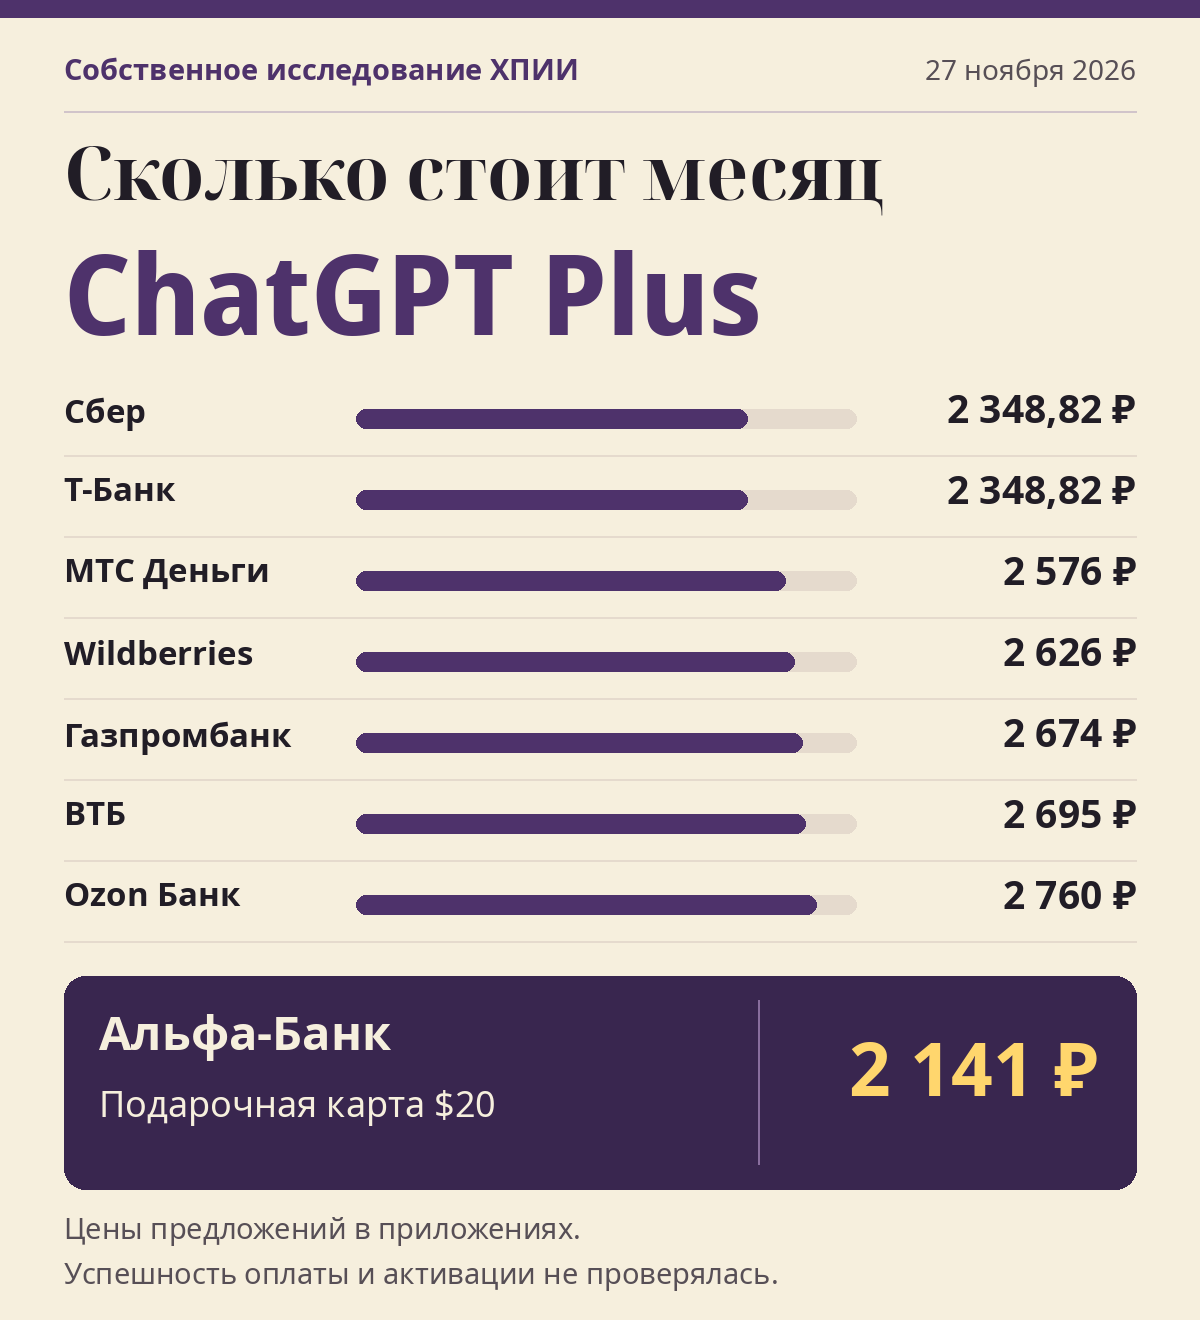 Собственное исследование ХПИИ
27 ноября 2026
Сколько стоит месяц
ChatGPT Plus
Сбер 2 348,82 ₽
Т-Банк 2 348,82 ₽
МТС Деньги 2 576 ₽
Wildberries 2 626 ₽
Газпромбанк 2 674 ₽
ВТБ 2 695 ₽
Ozon Банк 2 760 ₽
Альфа-Банк
Подарочная карта $20
2 141 ₽
Цены предложений в приложениях.
Успешность оплаты и активации не проверялась.